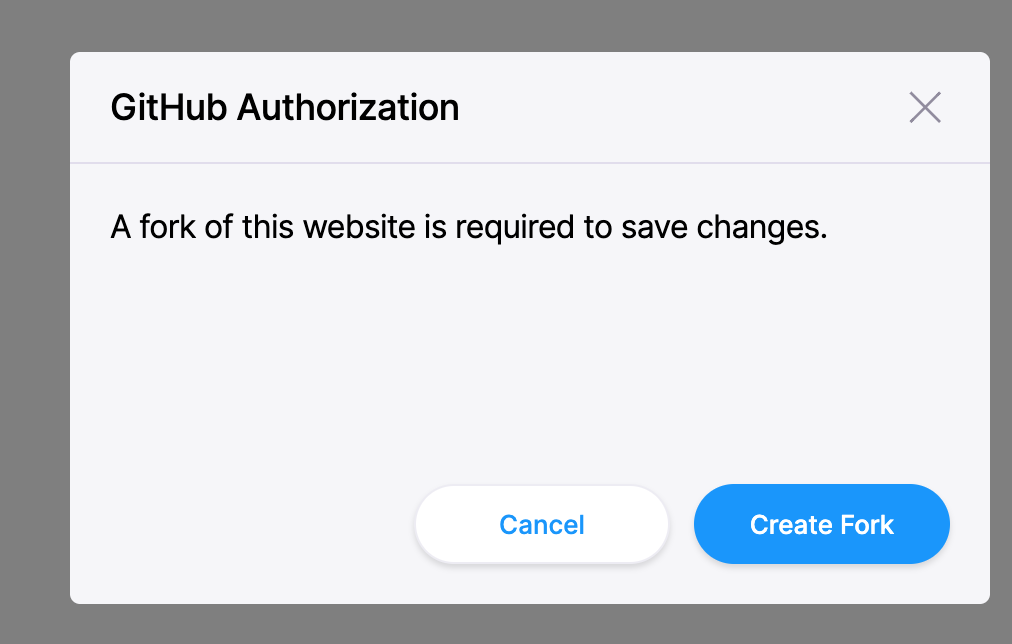 GitHub Authorization
A fork of this website is required to save changes.
Cancel
Create Fork